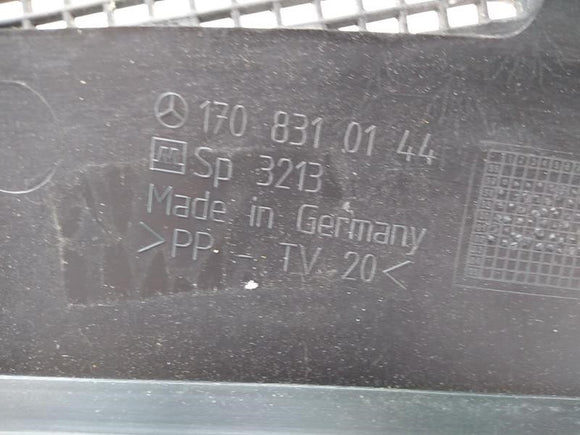 170 831 01 44
Sp 3213
Made in Germany
>PP - TV 20<